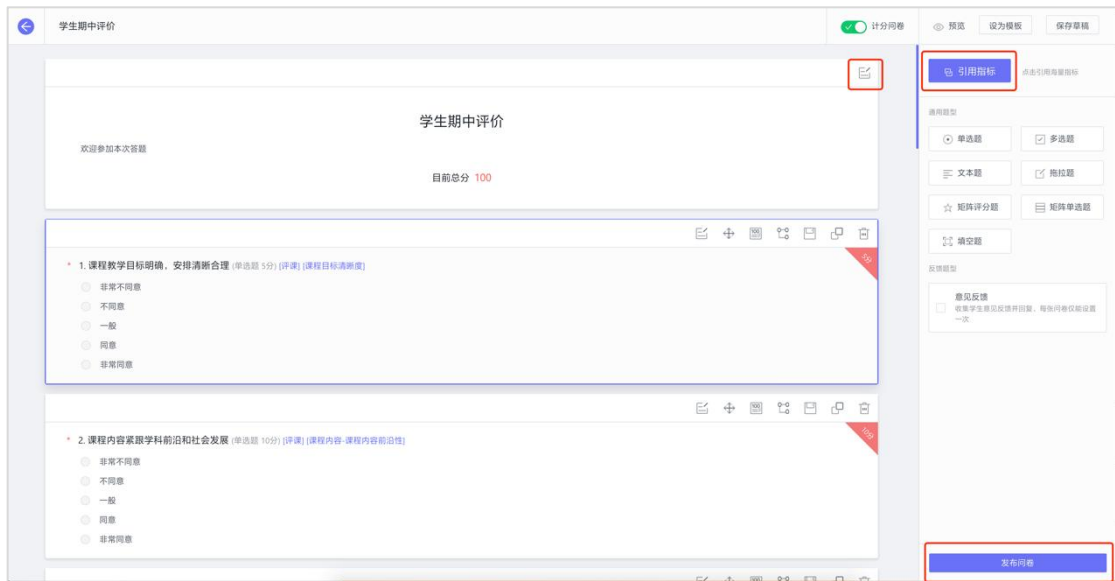 学生期中评价
计分问卷
预览
设为模板
保存草稿
引用指标
点击引用海量指标
学生期中评价
欢迎参加本次答题
目前总分 100
通用题型
单选题
多选题
文本题
拖拉题
矩阵评分题
矩阵单选题
填空题
反馈题型
意见反馈
收集学生意见反馈并回复，每张问卷仅能设置
一次
100
5分
* 1. 课程教学目标明确、安排清晰合理 (单选题 5分) [评课] [课程目标清晰度]
非常不同意
不同意
一般
同意
非常同意
100
10分
* 2. 课程内容紧跟学科前沿和社会发展 (单选题 10分) [评课] [课程内容-课程内容前沿性]
非常不同意
不同意
一般
同意
非常同意
发布问卷